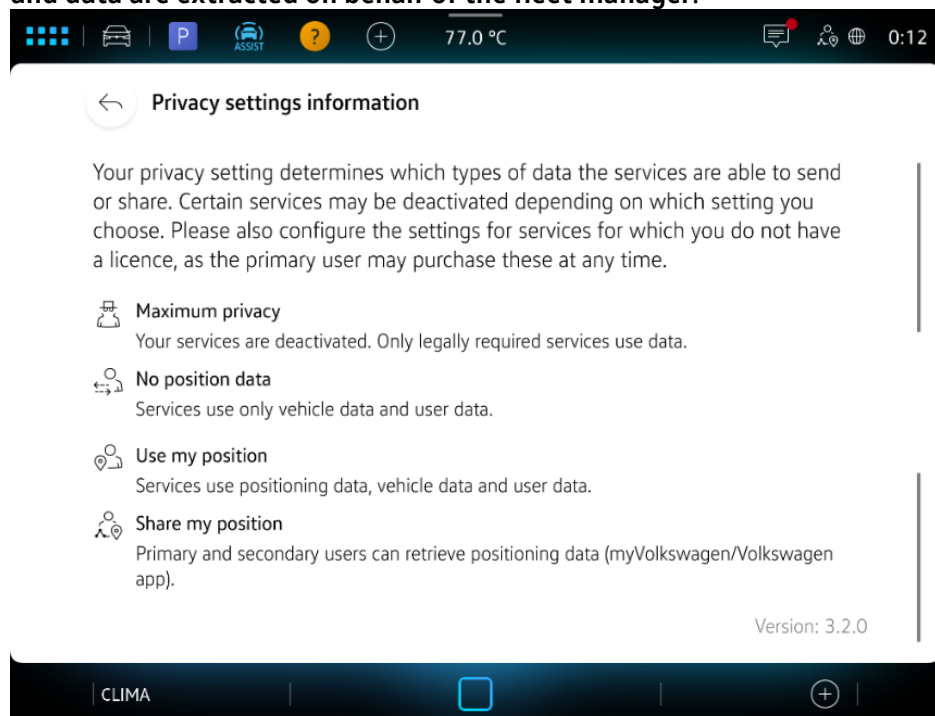 and data are extracted on behalf of the fleet manager.
P ASSIST ? 77.0 °C 0:12
Privacy settings information
Your privacy setting determines which types of data the services are able to send
or share. Certain services may be deactivated depending on which setting you
choose. Please also configure the settings for services for which you do not have
a licence, as the primary user may purchase these at any time.
Maximum privacy
Your services are deactivated. Only legally required services use data.
No position data
Services use only vehicle data and user data.
Use my position
Services use positioning data, vehicle data and user data.
Share my position
Primary and secondary users can retrieve positioning data (myVolkswagen/Volkswagen
app).
Version: 3.2.0
CLIMA